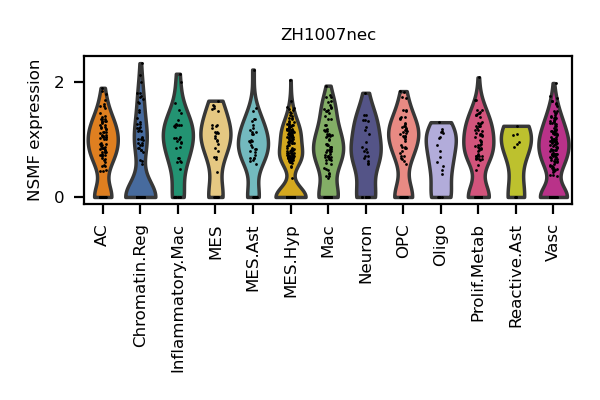 ZH1007nec
NSMF expression
2
0
AC
Chromatin.Reg
Inflammatory.Mac
MES
MES.Ast
MES.Hyp
Mac
Neuron
OPC
Oligo
Prolif.Metab
Reactive.Ast
Vasc